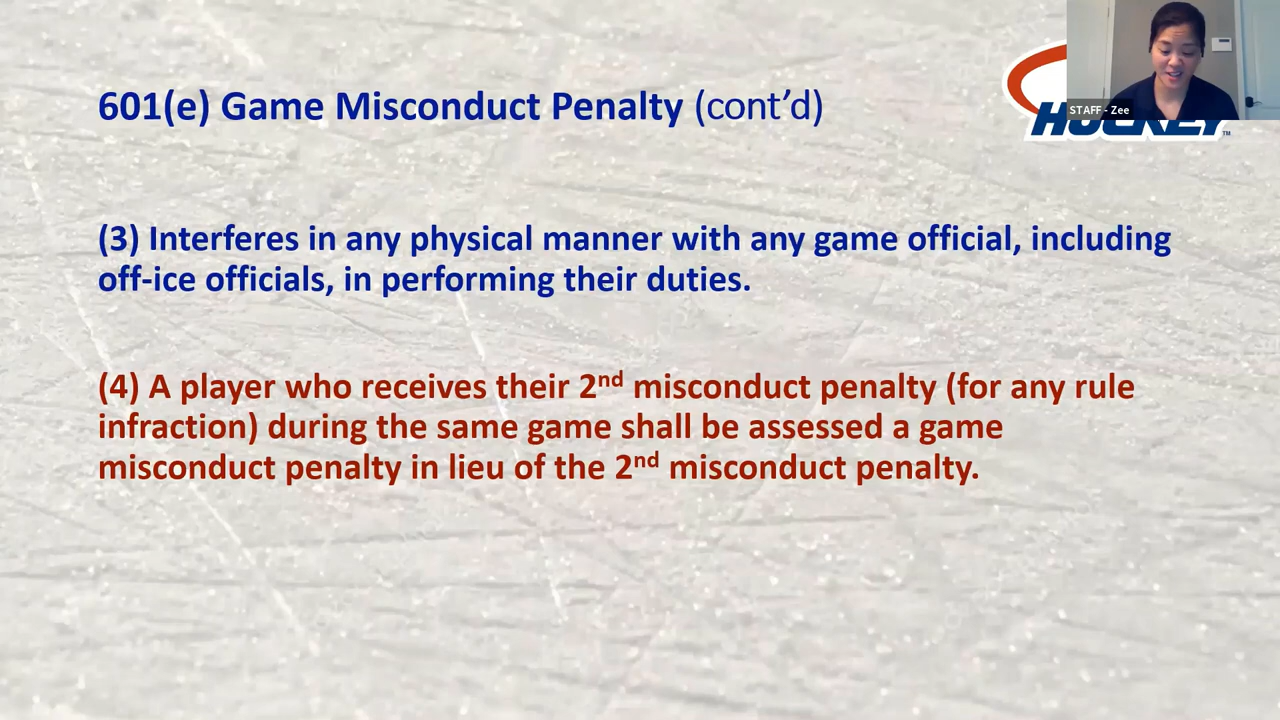 601(e) Game Misconduct Penalty (cont’d)
STAFF - Zee
HOCKEY™
(3) Interferes in any physical manner with any game official, including
off-ice officials, in performing their duties.
(4) A player who receives their 2nd misconduct penalty (for any rule
infraction) during the same game shall be assessed a game
misconduct penalty in lieu of the 2nd misconduct penalty.